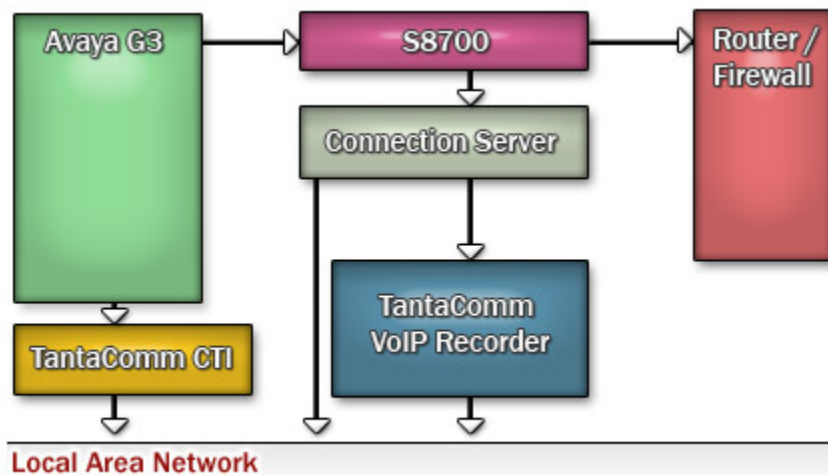 Avaya G3
S8700
Router /
Firewall
Connection Server
TantaComm
VoIP Recorder
TantaComm CTI
Local Area Network